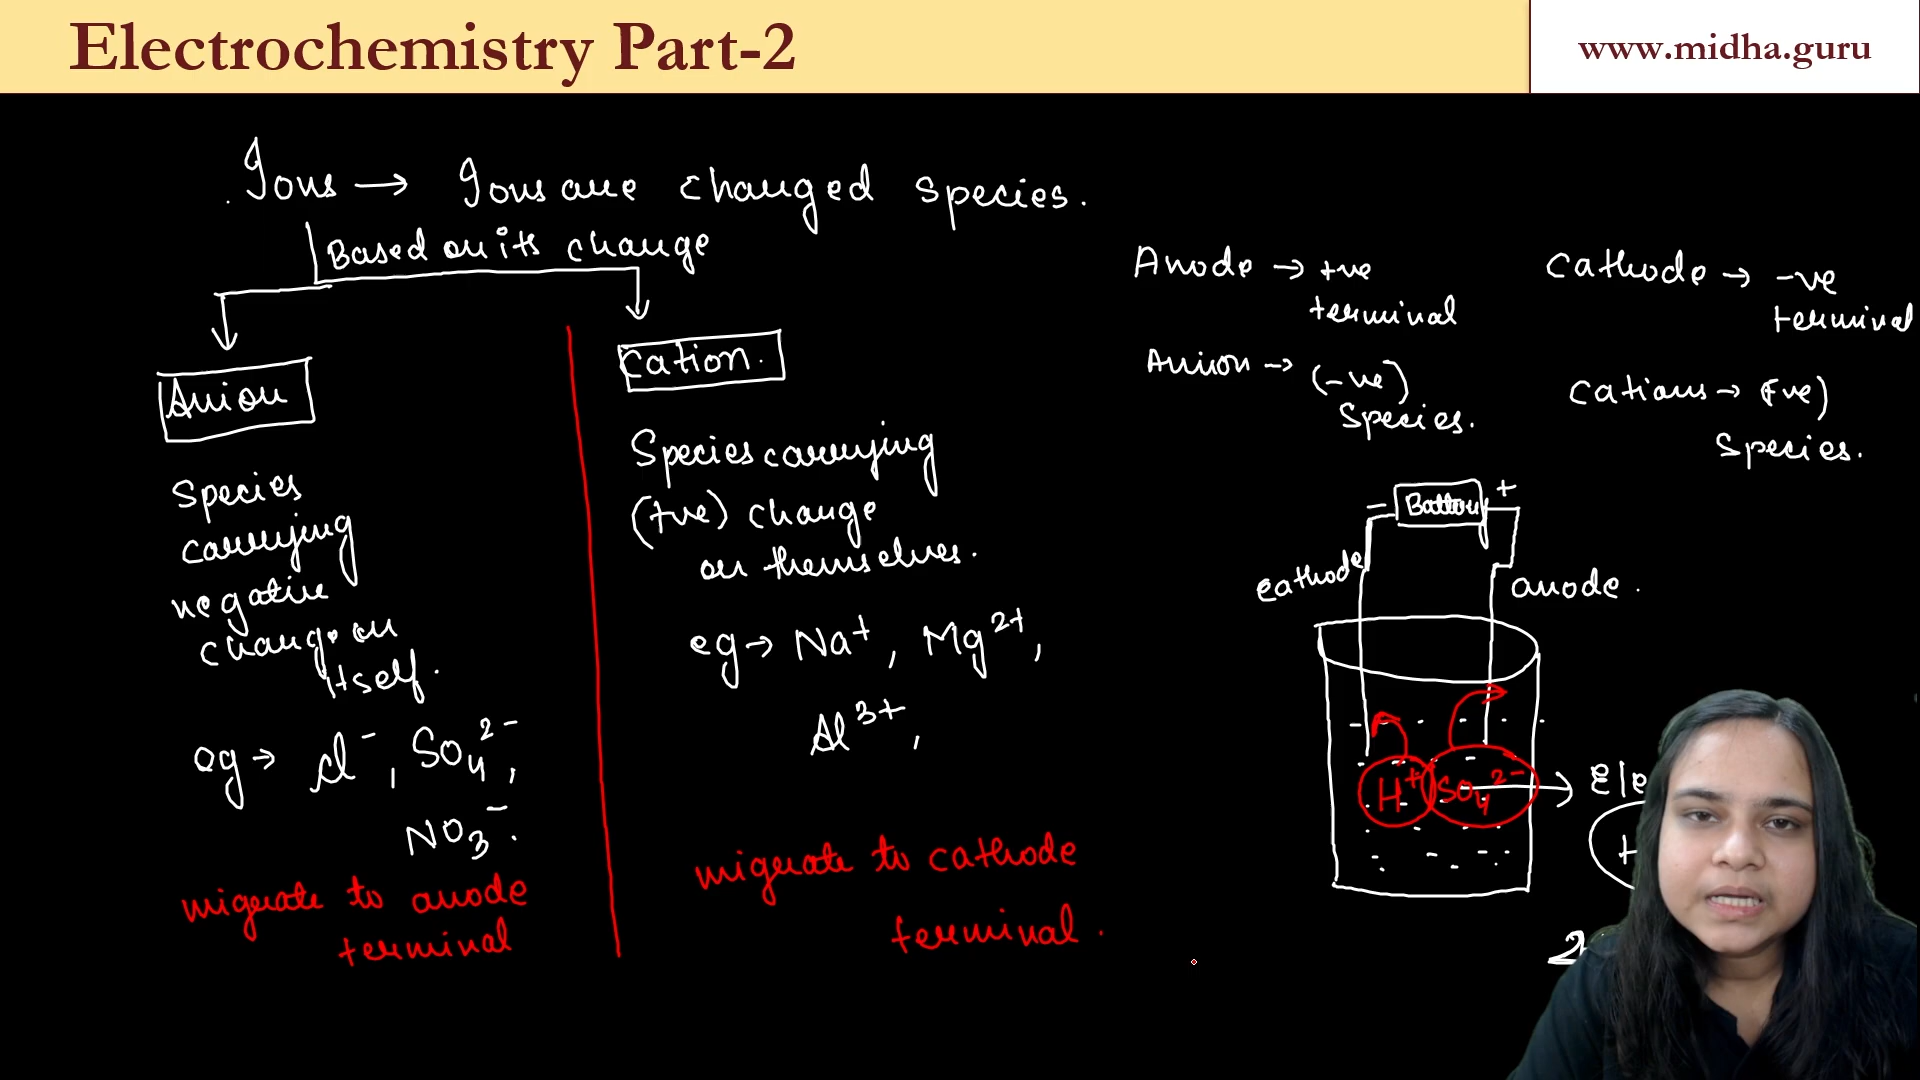 Electrochemistry Part-2
www.midha.guru
Ions → Ions are charged species.
Based on its charge
Anion
Species
carrying
negative
charge on
itself.
eg → Cl⁻, SO₄²⁻,
NO₃⁻.
migrate to anode
terminal
Cation.
Species carrying
(+ve) charge
on themselves.
eg → Na⁺, Mg²⁺,
Al³⁺,
migrate to cathode
terminal.
Anode → +ve
terminal
Anion → (-ve)
Species.
Cathode → -ve
terminal
Cations → (+ve)
Species.
- Battery +
cathode
anode.
H⁺ SO₄²⁻ → Ele
H
2